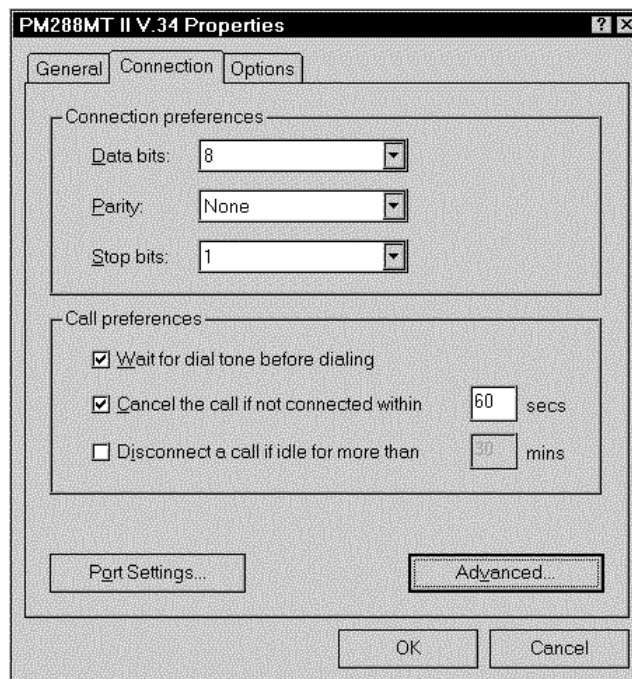 PM288MT II V.34 Properties
General Connection Options
Connection preferences
Data bits: 8
Parity: None
Stop bits: 1
Call preferences
Wait for dial tone before dialing
Cancel the call if not connected within 60 secs
Disconnect a call if idle for more than 30 mins
Port Settings... Advanced...
OK Cancel